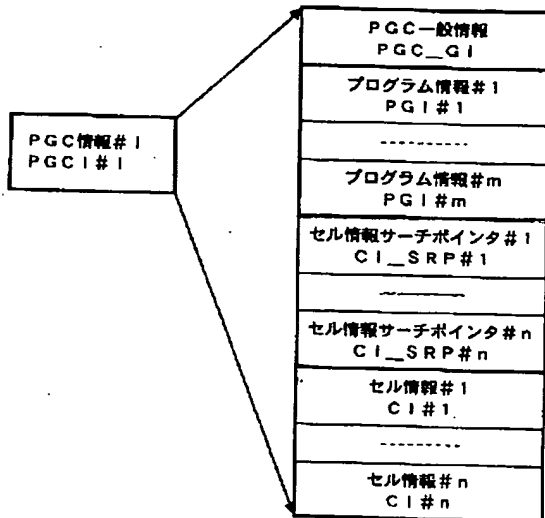 PGC情報#i
PGCI#i
PGC一般情報
PGC_GI
プログラム情報#1
PGI#1
----------
プログラム情報#m
PGI#m
セル情報サーチポインタ#1
CI_SRP#1
----------
セル情報サーチポインタ#n
CI_SRP#n
セル情報#1
CI#1
----------
セル情報#n
CI#n